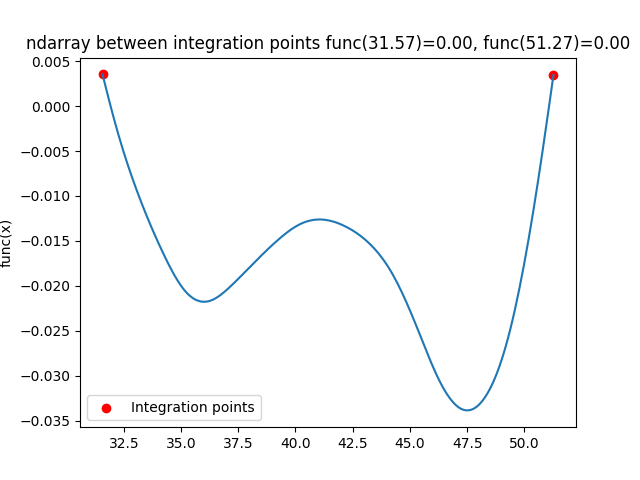 ndarray between integration points func(31.57)=0.00, func(51.27)=0.00
0.005
0.000
−0.005
−0.010
−0.015
−0.020
−0.025
−0.030
−0.035
func(x)
Integration points
32.5 35.0 37.5 40.0 42.5 45.0 47.5 50.0